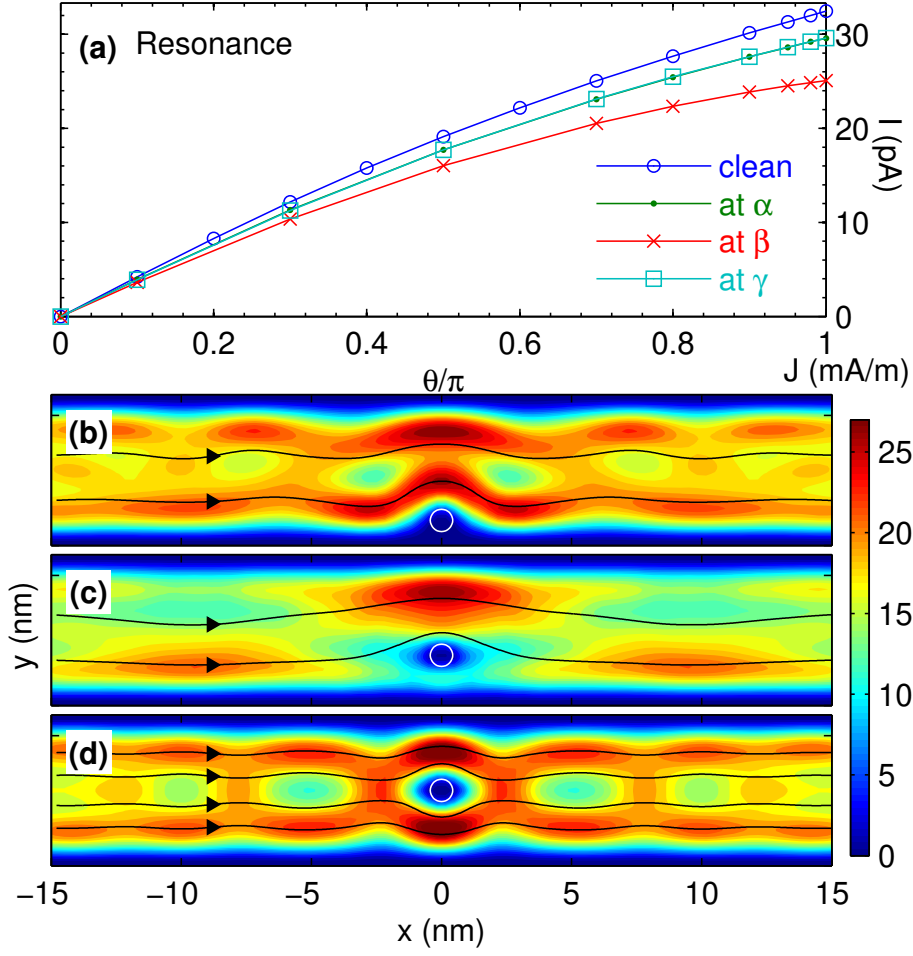 (a) Resonance
30
20
10
0
I (pA)
clean
at α
at β
at γ
0 0.2 0.4 0.6 0.8 1
θ/π
J (mA/m)
(b)
(c)
(d)
y (nm)
25
20
15
10
5
0
−15 −10 −5 0 5 10 15
x (nm)